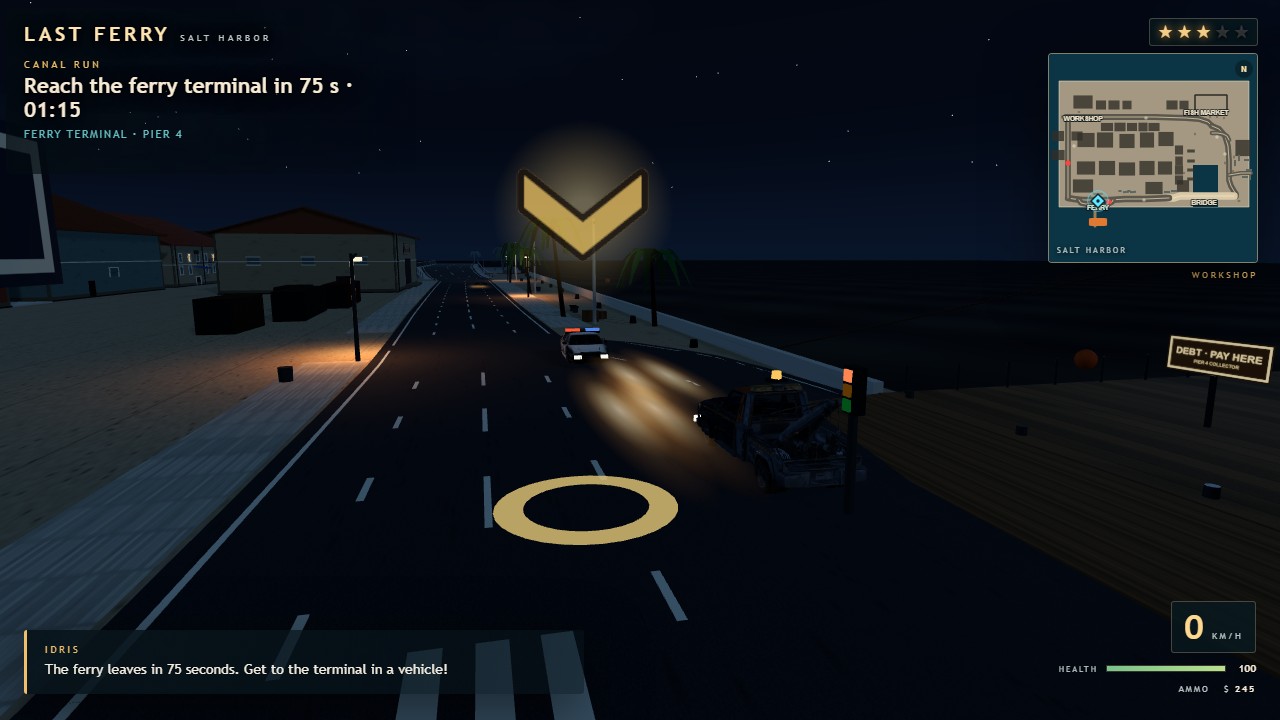 LAST FERRY SALT HARBOR
CANAL RUN
Reach the ferry terminal in 75 s ·
01:15
FERRY TERMINAL · PIER 4
★★★★★
N
WORKSHOP
FISH MARKET
BRIDGE
SALT HARBOR
WORKSHOP
DEBT · PAY HERE
PIER 4 COLLECTOR
IDRIS
The ferry leaves in 75 seconds. Get to the terminal in a vehicle!
0 KM/H
HEALTH 100
AMMO $ 245